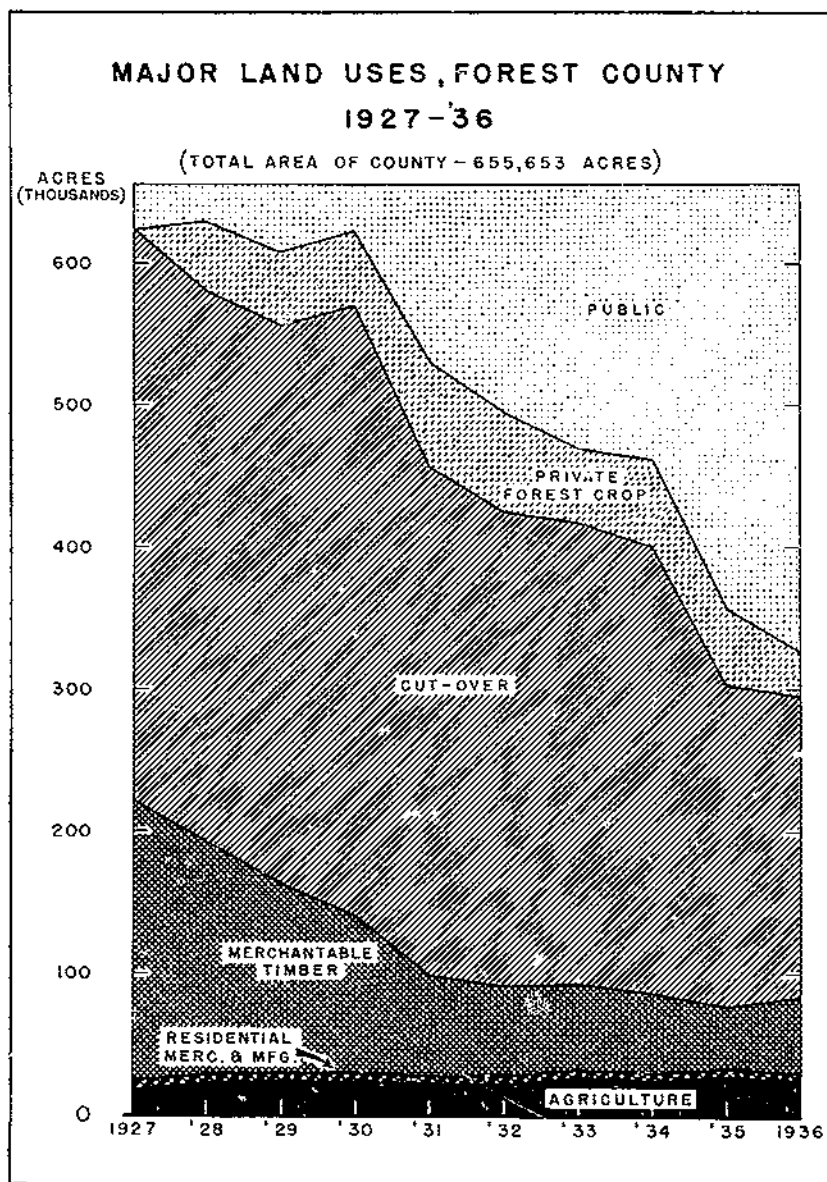 MAJOR LAND USES, FOREST COUNTY
1927-'36
(TOTAL AREA OF COUNTY - 655,653 ACRES)
ACRES
(THOUSANDS)
600
PUBLIC
500
PRIVATE
FOREST CROP
400
300
CUT-OVER
200
MERCHANTABLE
TIMBER
100
RESIDENTIAL
MERC. & MFG.
AGRICULTURE
0
1927 '28 '29 '30 '31 '32 '33 '34 '35 1936